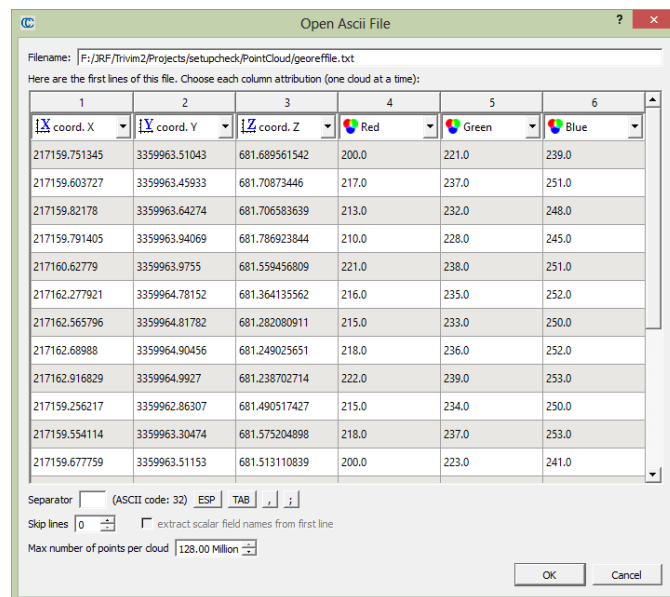 CC Open Ascii File ? ×
Filename: F:/JRF/Trivim2/Projects/setupcheck/PointCloud/georeffile.txt
Here are the first lines of this file. Choose each column attribution (one cloud at a time):
1 2 3 4 5 6
X coord. X Y coord. Y Z coord. Z Red Green Blue
217159.751345 3359963.51043 681.689561542 200.0 221.0 239.0
217159.603727 3359963.45933 681.70873446 217.0 237.0 251.0
217159.82178 3359963.64274 681.706583639 213.0 232.0 248.0
217159.791405 3359963.94069 681.786923844 210.0 228.0 245.0
217160.62779 3359963.9755 681.559456809 221.0 238.0 251.0
217162.277921 3359964.78152 681.364135562 216.0 235.0 252.0
217162.565796 3359964.81782 681.282080911 215.0 233.0 250.0
217162.68988 3359964.90456 681.249025651 218.0 236.0 252.0
217162.916829 3359964.9927 681.238702714 222.0 239.0 253.0
217159.256217 3359962.86307 681.490517427 215.0 234.0 250.0
217159.554114 3359963.30474 681.575204898 218.0 237.0 253.0
217159.677759 3359963.51153 681.513110839 200.0 223.0 241.0
Separator (ASCII code: 32) ESP TAB , ;
Skip lines 0 extract scalar field names from first line
Max number of points per cloud 128.00 Million
OK Cancel